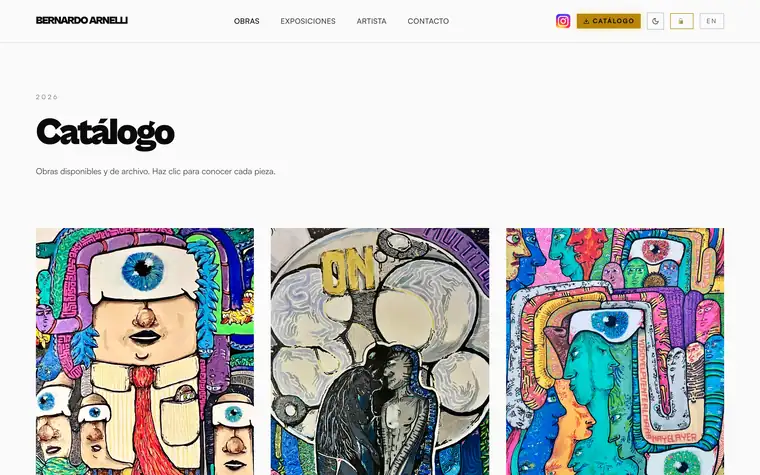 BERNARDO ARNELLI
OBRAS EXPOSICIONES ARTISTA CONTACTO
CATÁLOGO
EN
2026
Catálogo
Obras disponibles y de archivo. Haz clic para conocer cada pieza.
ON